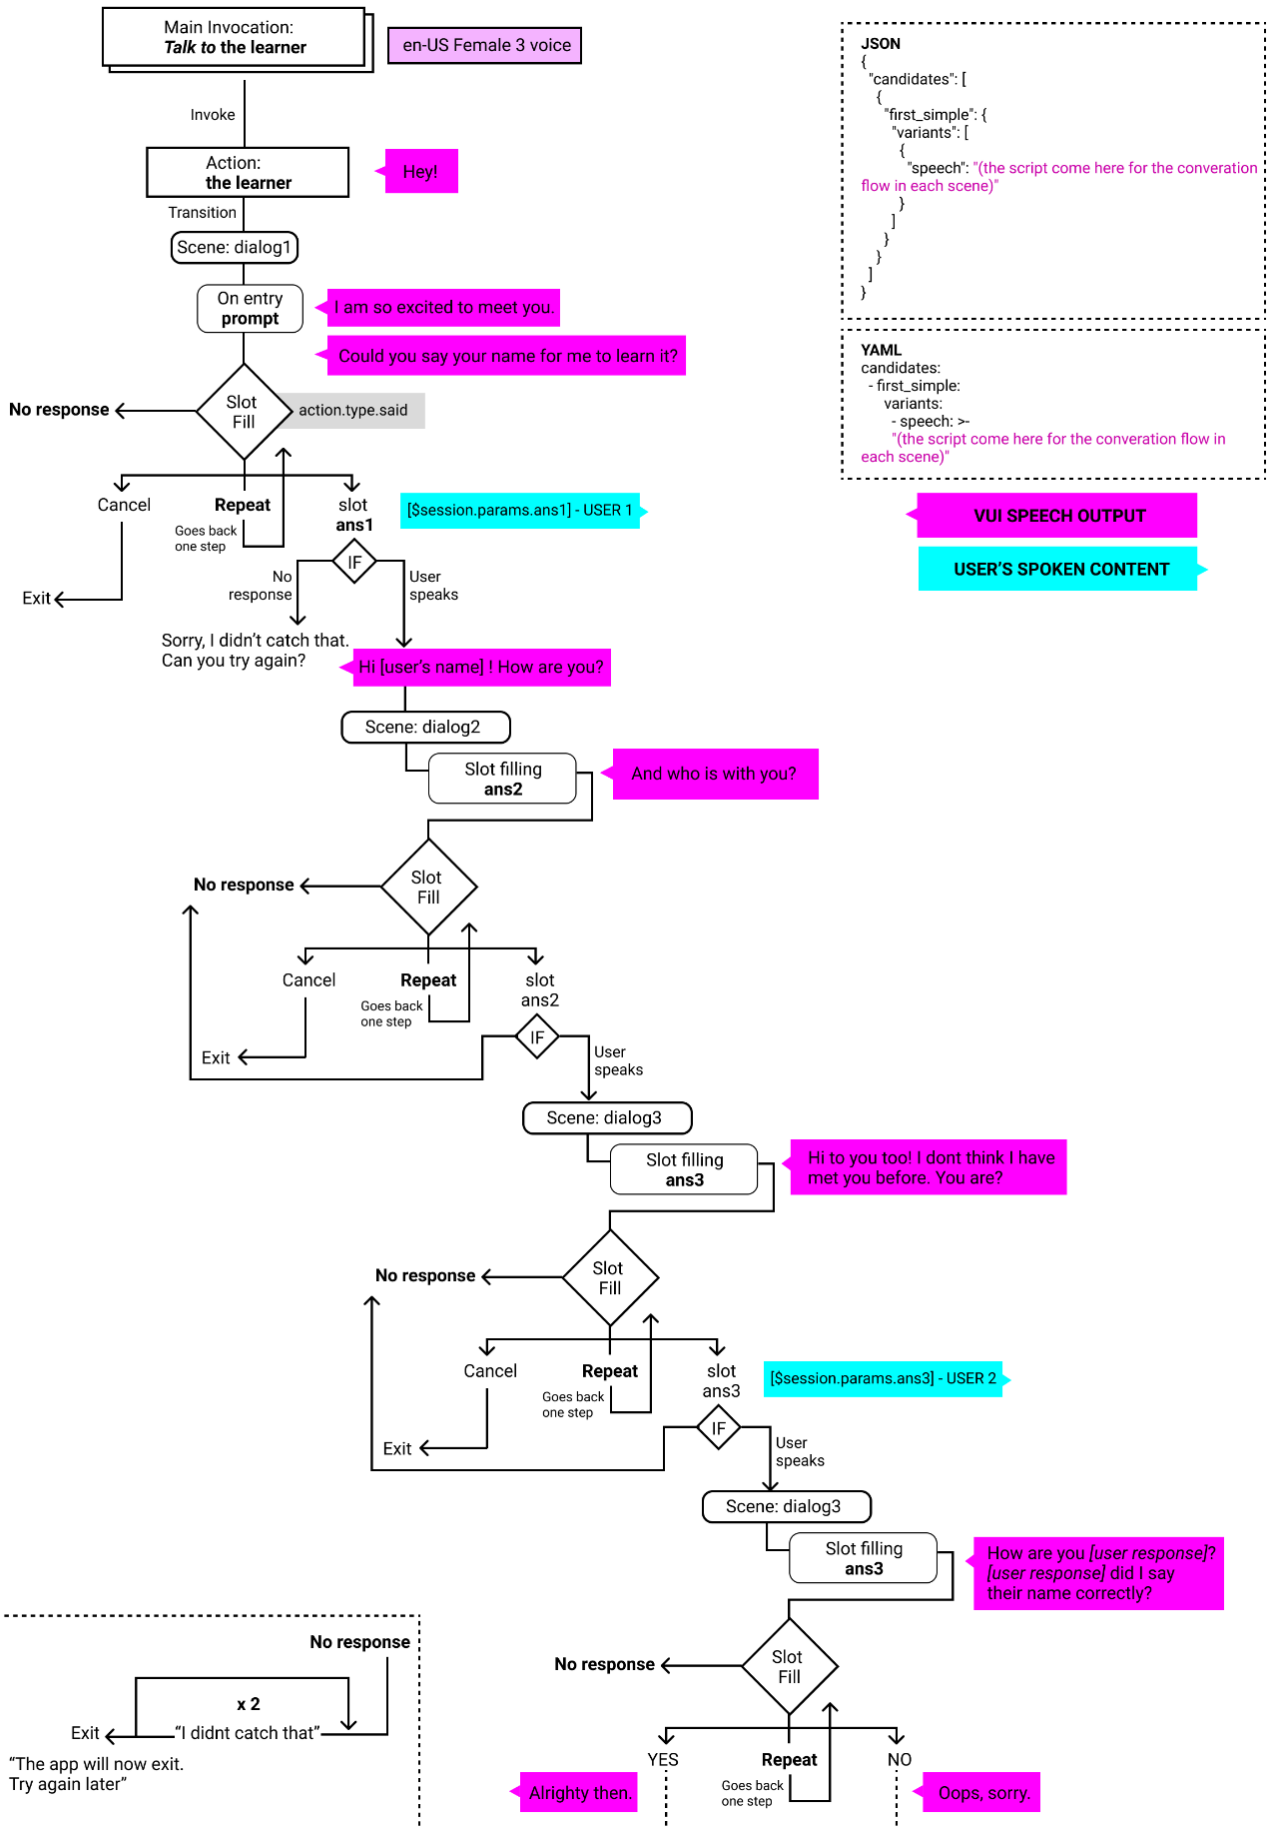 Main Invocation:
Talk to the learner
en-US Female 3 voice
Invoke
Action:
the learner
Hey!
Transition
Scene: dialog1
On entry
prompt
I am so excited to meet you.
Could you say your name for me to learn it?
Slot
Fill
No response
action.type.said
Cancel
Repeat
Goes back
one step
slot
ans1
[$session.params.ans1] - USER 1
Exit
IF
No
response
User
speaks
Sorry, I didn't catch that.
Can you try again?
Hi [user's name] ! How are you?
JSON
{
"candidates": [
{
"first_simple": {
"variants": [
{
"speech": "(the script come here for the converation
flow in each scene)"
}
]
}
}
]
}
YAML
candidates:
- first_simple:
variants:
- speech: >-
"(the script come here for the converation flow in
each scene)"
VUI SPEECH OUTPUT
USER'S SPOKEN CONTENT
Scene: dialog2
Slot filling
ans2
And who is with you?
Slot
Fill
No response
Cancel
Repeat
Goes back
one step
slot
ans2
Exit
IF
User
speaks
Scene: dialog3
Slot filling
ans3
Hi to you too! I dont think I have
met you before. You are?
Slot
Fill
No response
Cancel
Repeat
Goes back
one step
slot
ans3
[$session.params.ans3] - USER 2
Exit
IF
User
speaks
Scene: dialog3
Slot filling
ans3
How are you [user response]?
[user response] did I say
their name correctly?
Slot
Fill
No response
YES
Repeat
Goes back
one step
NO
Alrighty then.
Oops, sorry.
No response
x 2
Exit
"I didnt catch that"
"The app will now exit.
Try again later"